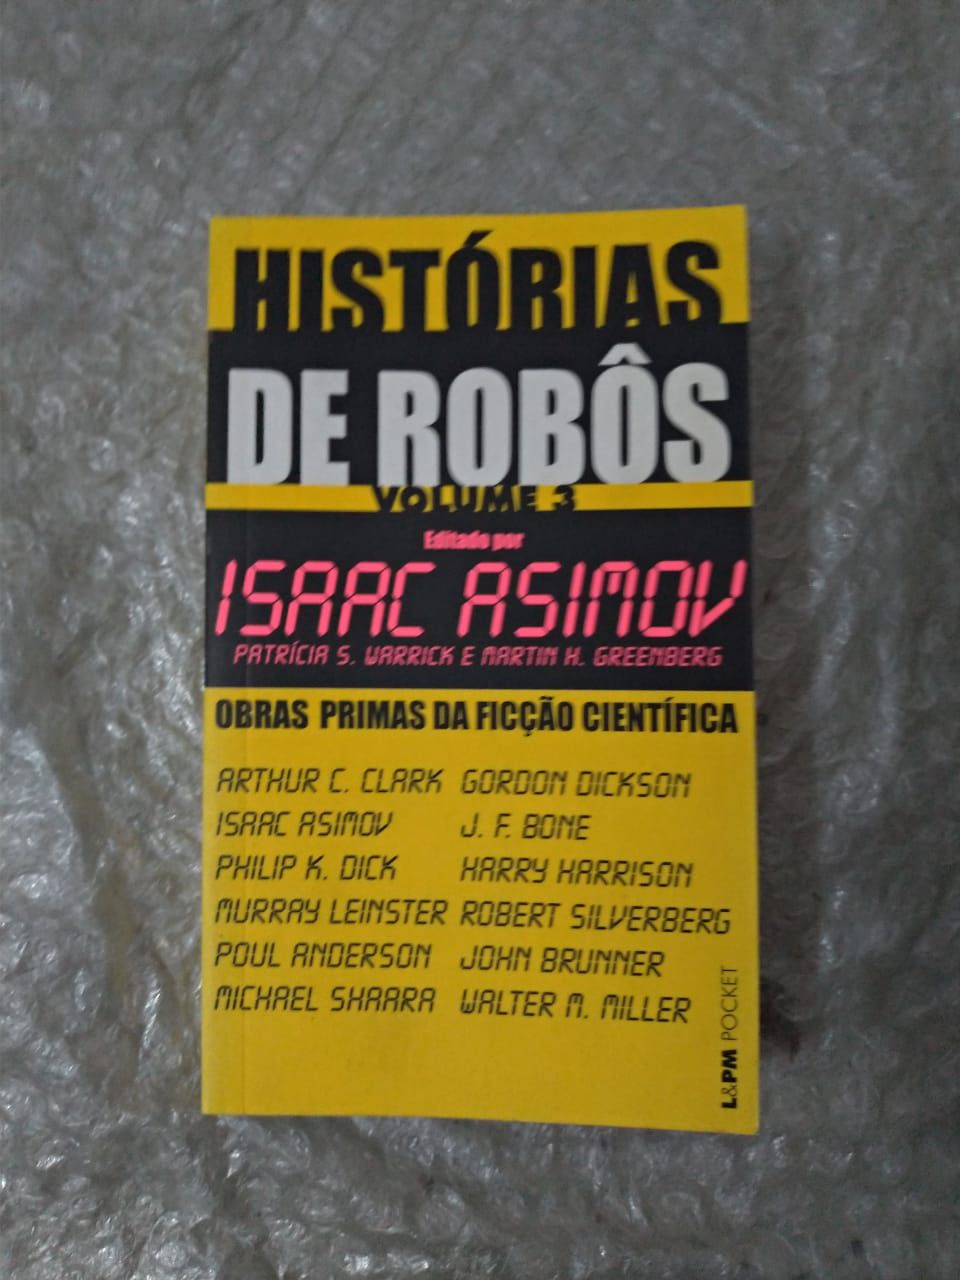 HISTÓRIAS
DE ROBÔS
VOLUME 3
Editado por
ISAAC ASIMOV
PATRÍCIA S. WARRICK E MARTIN H. GREENBERG
OBRAS PRIMAS DA FICÇÃO CIENTÍFICA
ARTHUR C. CLARK
ISAAC ASIMOV
PHILIP K. DICK
MURRAY LEINSTER
POUL ANDERSON
MICHAEL SHAARA
GORDON DICKSON
J. F. BONE
HARRY HARRISON
ROBERT SILVERBERG
JOHN BRUNNER
WALTER M. MILLER
L&PM POCKET